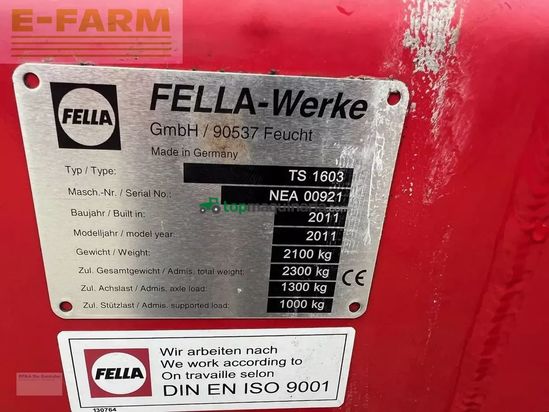 E-FARM
FELLA
FELLA-Werke
GmbH / 90537 Feucht
Made in Germany
Typ / Type: TS 1603
Masch.-Nr. / Serial No.: NEA 00921
Baujahr / Built in: 2011
topmaquinaria.com
Modelljahr / model year: 2011
Gewicht / Weight: 2100 kg
Zul. Gesamtgewicht / Admis. total weight: 2300 kg
Zul. Achslast / Admis. axle load: 1300 kg
Zul. Stützlast / Admis. supported load: 1000 kg
CE
FELLA
Wir arbeiten nach
We work according to
On travaille selon
DIN EN ISO 9001
130764